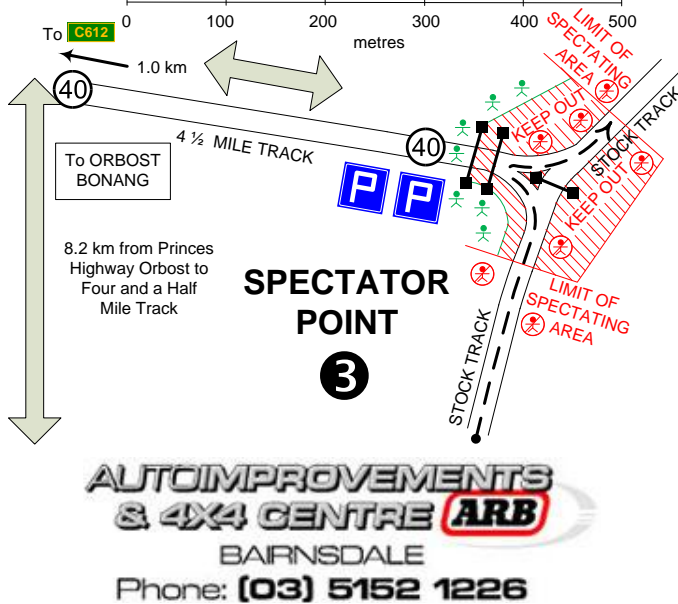 0 100 200 300 400 500
metres
To C612
1.0 km
40
4 ½ MILE TRACK
40
To ORBOST
BONANG
P P
8.2 km from Princes
Highway Orbost to
Four and a Half
Mile Track
LIMIT OF
SPECTATING
AREA
KEEP OUT
STOCK TRACK
KEEP OUT
LIMIT OF
SPECTATING
AREA
STOCK TRACK
SPECTATOR
POINT
3
AUTOIMPROVEMENTS
& 4X4 CENTRE ARB
BAIRNSDALE
Phone: (03) 5152 1226